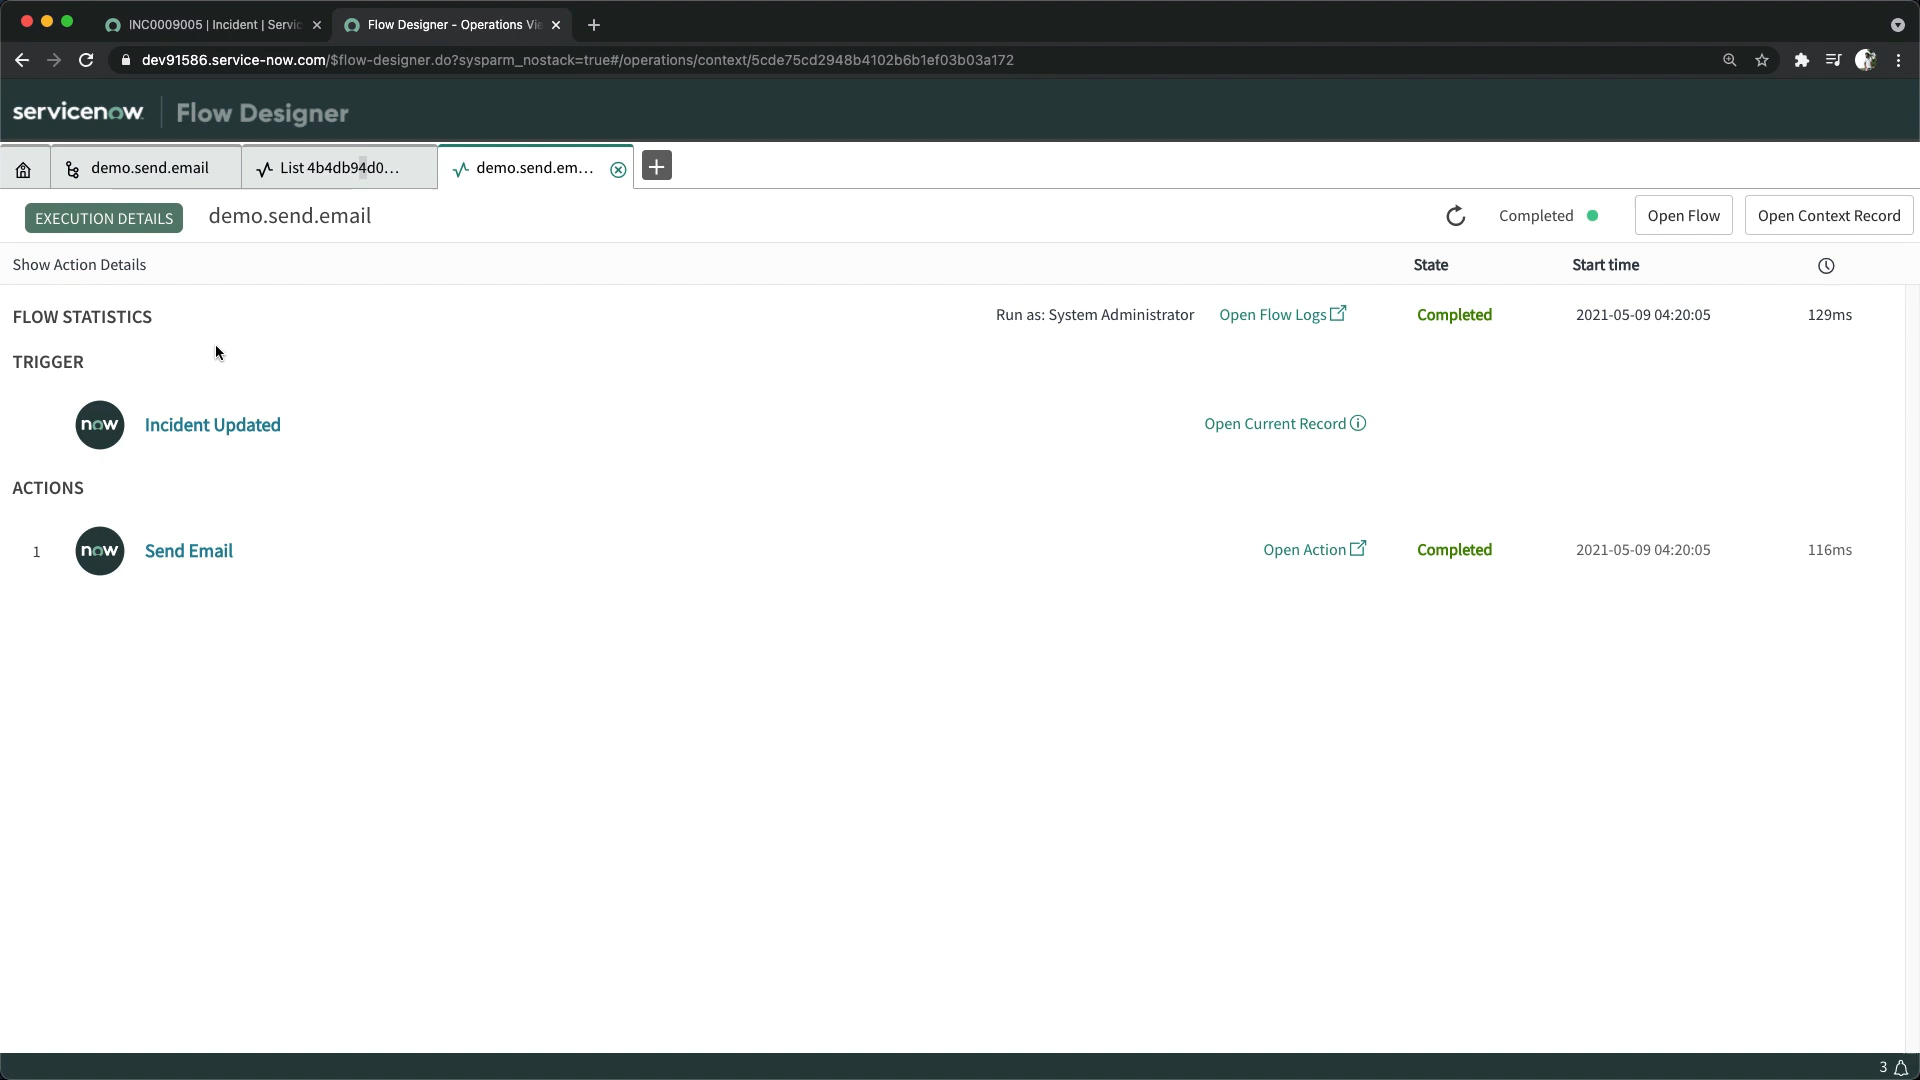 INC0009005 | Incident | Servic
Flow Designer - Operations Vie
dev91586.service-now.com/$flow-designer.do?sysparm_nostack=true#/operations/context/5cde75cd2948b4102b6b1ef03b03a172
servicenow Flow Designer
demo.send.email List 4b4db94d0... demo.send.em...
EXECUTION DETAILS demo.send.email Completed Open Flow Open Context Record
Show Action Details State Start time
FLOW STATISTICS Run as: System Administrator Open Flow Logs Completed 2021-05-09 04:20:05 129ms
TRIGGER
now Incident Updated Open Current Record
ACTIONS
1 now Send Email Open Action Completed 2021-05-09 04:20:05 116ms
3